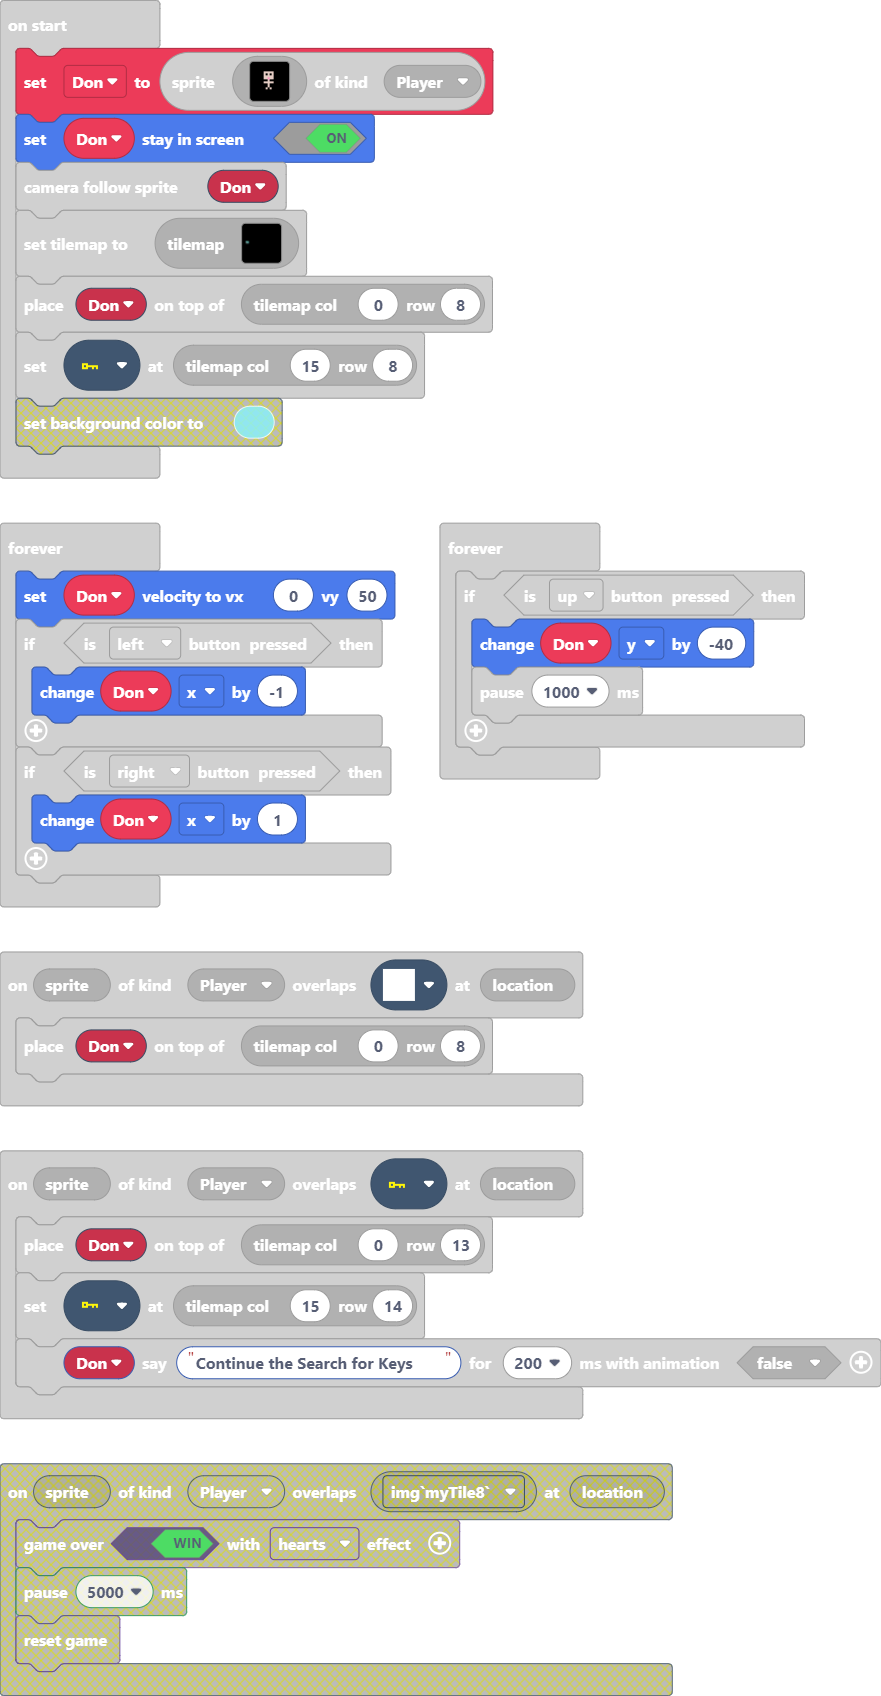 on start
set Don to sprite of kind Player
set Don stay in screen ON
camera follow sprite Don
set tilemap to tilemap
place Don on top of tilemap col 0 row 8
set at tilemap col 15 row 8
set background color to
forever
set Don velocity to vx 0 vy 50
if is left button pressed then
change Don x by -1
if is right button pressed then
change Don x by 1
forever
if is up button pressed then
change Don y by -40
pause 1000 ms
on sprite of kind Player overlaps at location
place Don on top of tilemap col 0 row 8
on sprite of kind Player overlaps at location
place Don on top of tilemap col 0 row 13
set at tilemap col 15 row 14
Don say "Continue the Search for Keys" for 200 ms with animation false
on sprite of kind Player overlaps img`myTile8` at location
game over WIN with hearts effect
pause 5000 ms
reset game